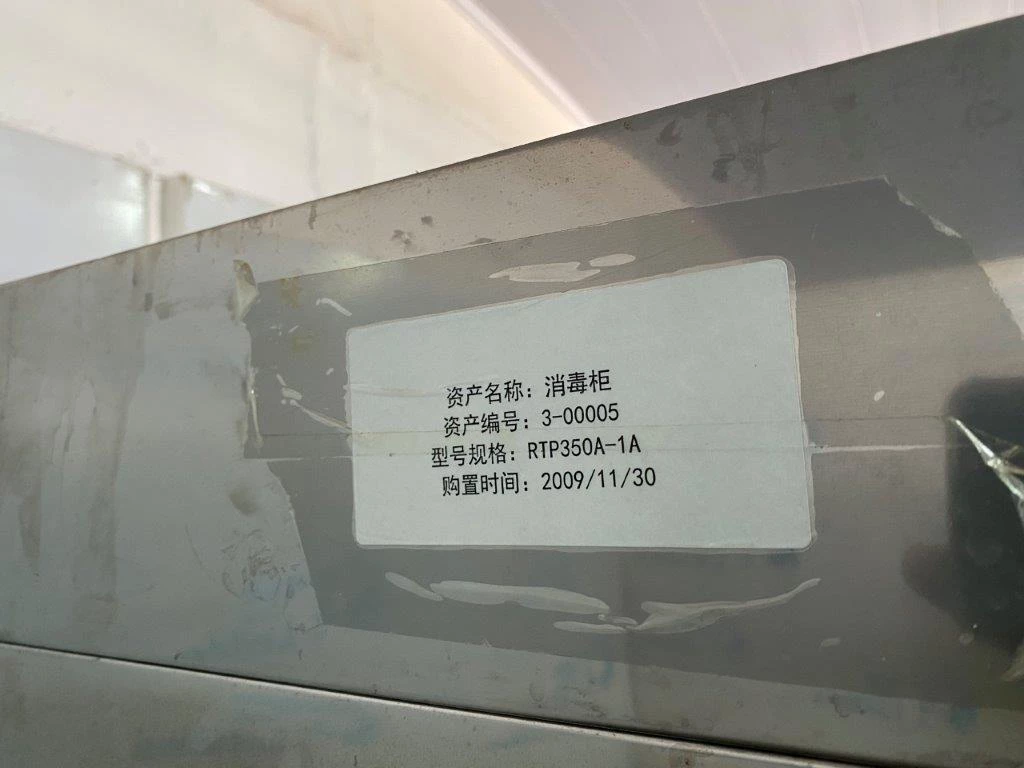 资产名称：消毒柜
资产编号：3-00005
型号规格：RTP350A-1A
购置时间：2009/11/30